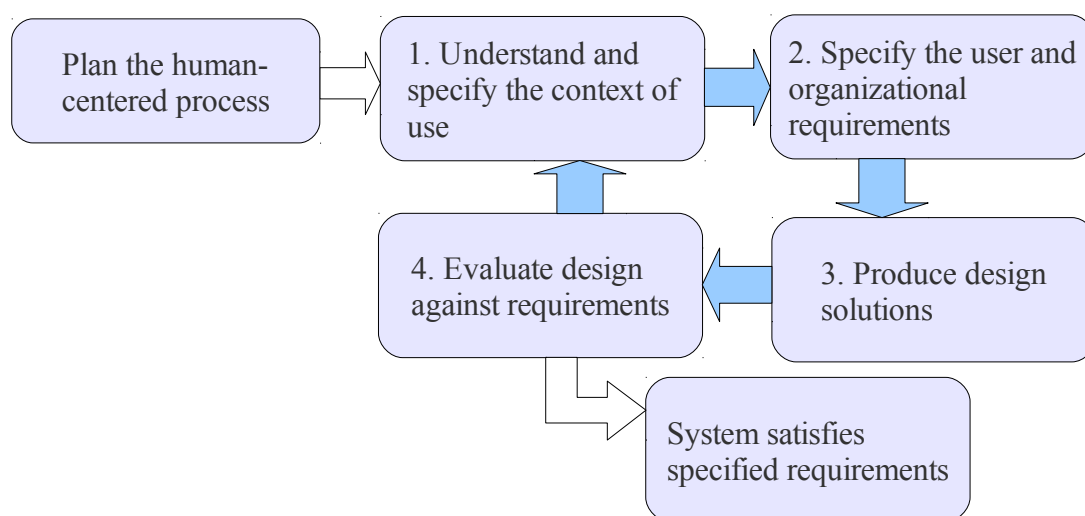 Plan the human-
centered process
1. Understand and
specify the context of
use
2. Specify the user and
organizational
requirements
3. Produce design
solutions
4. Evaluate design
against requirements
System satisfies
specified requirements